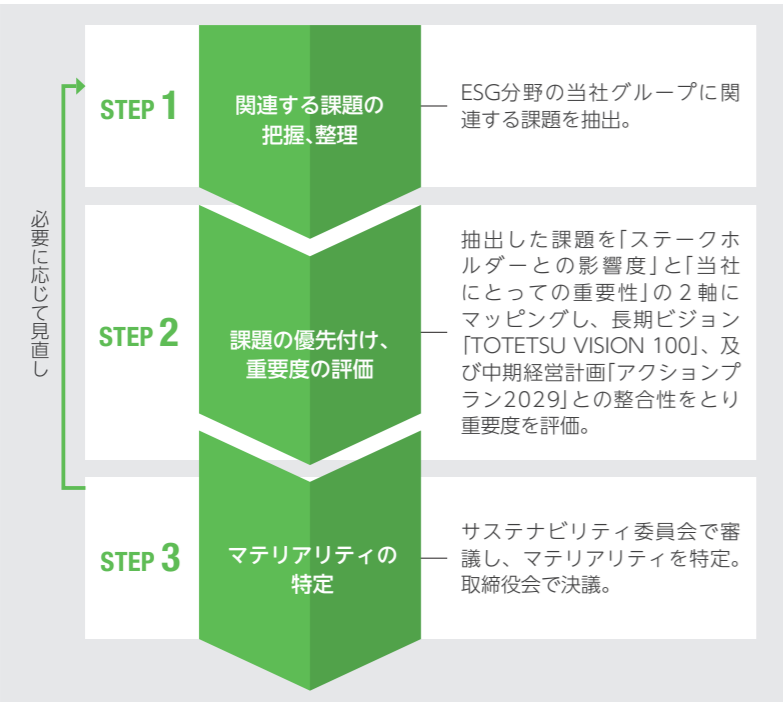 必要に応じて見直し
STEP 1
関連する課題の
把握、整理
ESG分野の当社グループに関
連する課題を抽出。
STEP 2
課題の優先付け、
重要度の評価
抽出した課題を「ステークホ
ルダーとの影響度」と「当社
にとっての重要性」の2軸に
マッピングし、長期ビジョン
「TOTETSU VISION 100」、及
び中期経営計画「アクションプ
ラン2029」との整合性をとり
重要度を評価。
STEP 3
マテリアリティの
特定
サステナビリティ委員会で審
議し、マテリアリティを特定。
取締役会で決議。